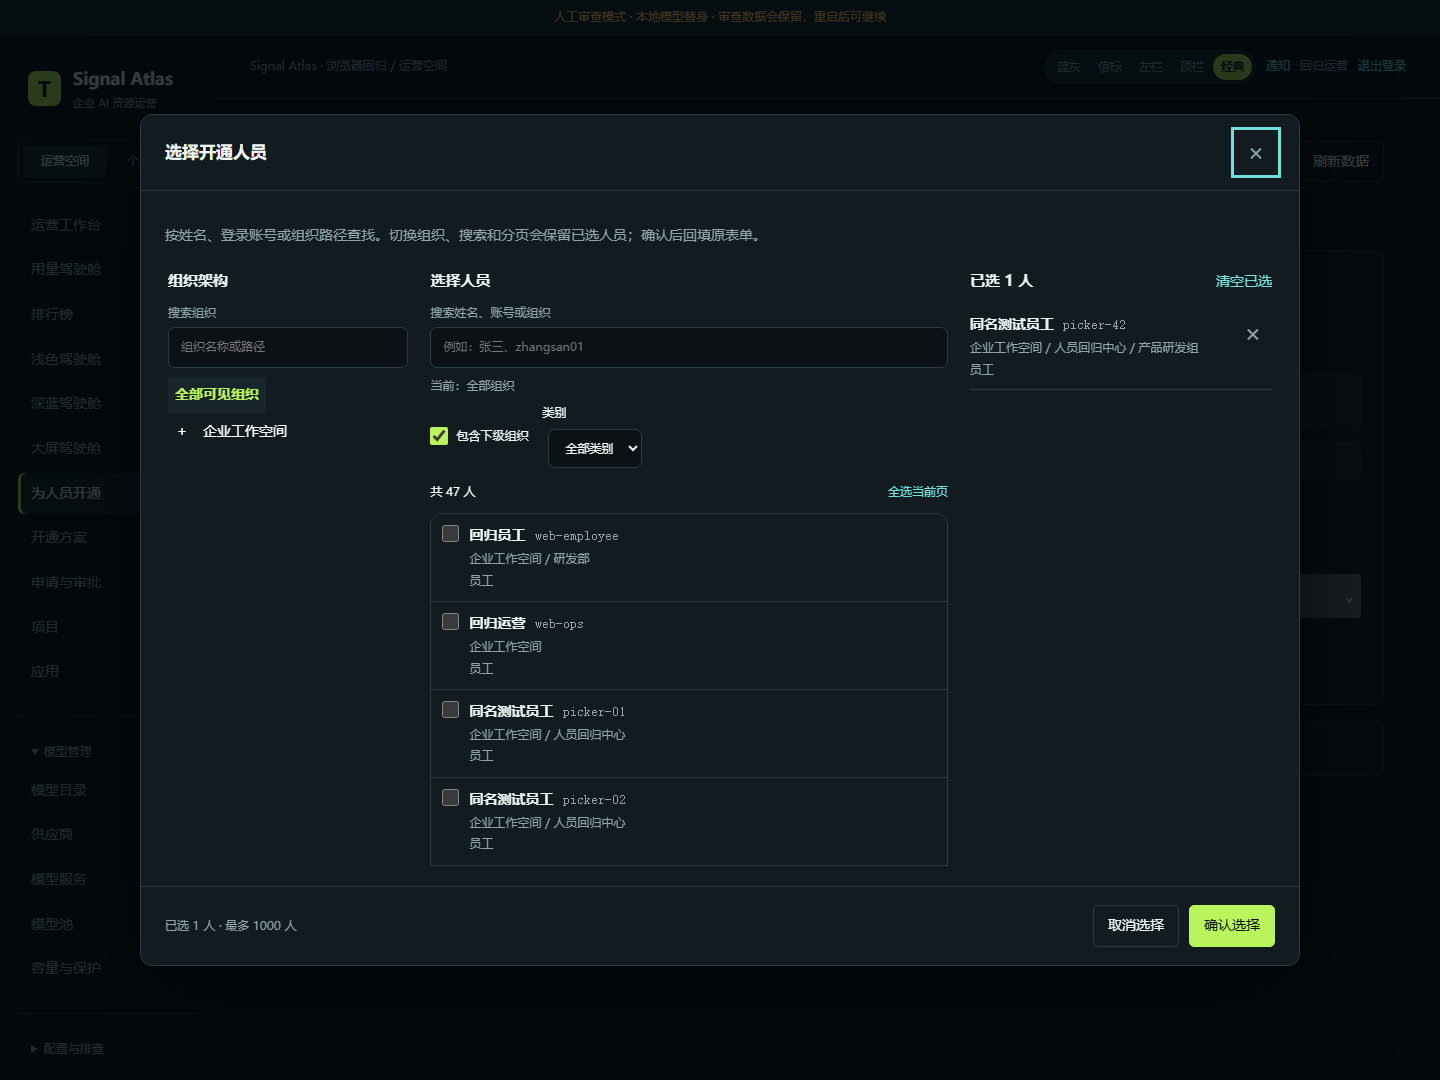 人工审查模式 · 本地模型替身 · 审查数据会保留，重启后可继续
T
Signal Atlas
企业 AI 资源运营
Signal Atlas · 浏览器回归 / 运营空间
蓝灰 信标 左栏 顶栏 经典 通知 回归运营 退出登录
运营空间 个
刷新数据
运营工作台
用量驾驶舱
排行榜
浅色驾驶舱
深蓝驾驶舱
大屏驾驶舱
为人员开通
开通方案
申请与审批
项目
应用
▼ 模型管理
模型目录
供应商
模型服务
模型池
容量与保护
▶ 配置与排查
选择开通人员
×
按姓名、登录账号或组织路径查找。切换组织、搜索和分页会保留已选人员；确认后回填原表单。
组织架构
搜索组织
组织名称或路径
全部可见组织
+ 企业工作空间
选择人员
搜索姓名、账号或组织
例如：张三、zhangsan01
当前：全部组织
类别
包含下级组织 全部类别
共 47 人 全选当前页
回归员工 web-employee
企业工作空间 / 研发部
员工
回归运营 web-ops
企业工作空间
员工
同名测试员工 picker-01
企业工作空间 / 人员回归中心
员工
同名测试员工 picker-02
企业工作空间 / 人员回归中心
员工
已选 1 人 清空已选
同名测试员工 picker-42 ×
企业工作空间 / 人员回归中心 / 产品研发组
员工
已选 1 人 · 最多 1000 人
取消选择 确认选择